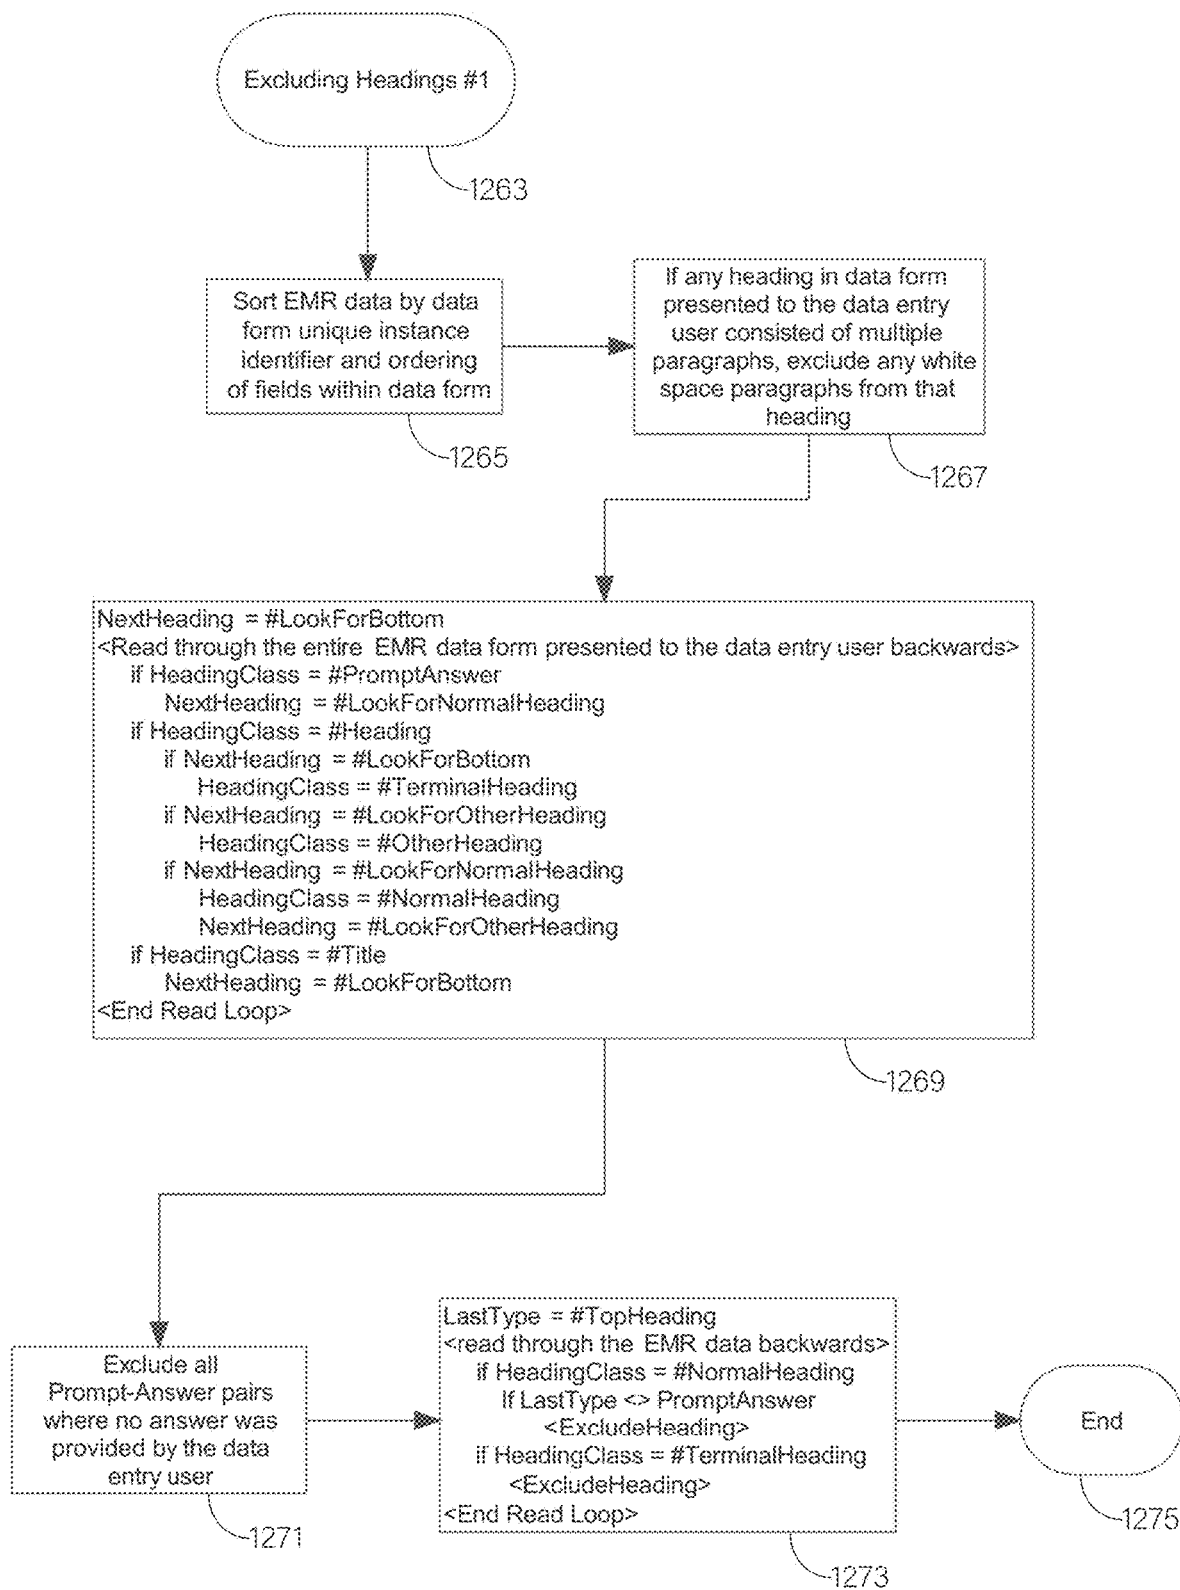 Excluding Headings #1
1263
Sort EMR data by data
form unique instance
identifier and ordering
of fields within data form
1265
If any heading in data form
presented to the data entry
user consisted of multiple
paragraphs, exclude any white
space paragraphs from that
heading
1267
NextHeading = #LookForBottom
<Read through the entire EMR data form presented to the data entry user backwards>
if HeadingClass = #PromptAnswer
NextHeading = #LookForNormalHeading
if HeadingClass = #Heading
if NextHeading = #LookForBottom
HeadingClass = #TerminalHeading
if NextHeading = #LookForOtherHeading
HeadingClass = #OtherHeading
if NextHeading = #LookForNormalHeading
HeadingClass = #NormalHeading
NextHeading = #LookForOtherHeading
if HeadingClass = #Title
NextHeading = #LookForBottom
<End Read Loop>
1269
Exclude all
Prompt-Answer pairs
where no answer was
provided by the data
entry user
1271
LastType = #TopHeading
<read through the EMR data backwards>
if HeadingClass = #NormalHeading
If LastType <> PromptAnswer
<ExcludeHeading>
if HeadingClass = #TerminalHeading
<ExcludeHeading>
<End Read Loop>
1273
End
1275